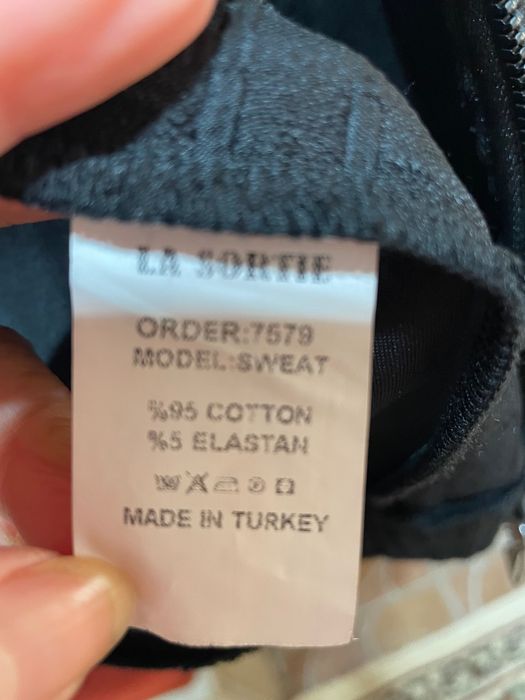 LA SORTIE
ORDER:7579
MODEL:SWEAT
%95 COTTON
%5 ELASTAN
MADE IN TURKEY